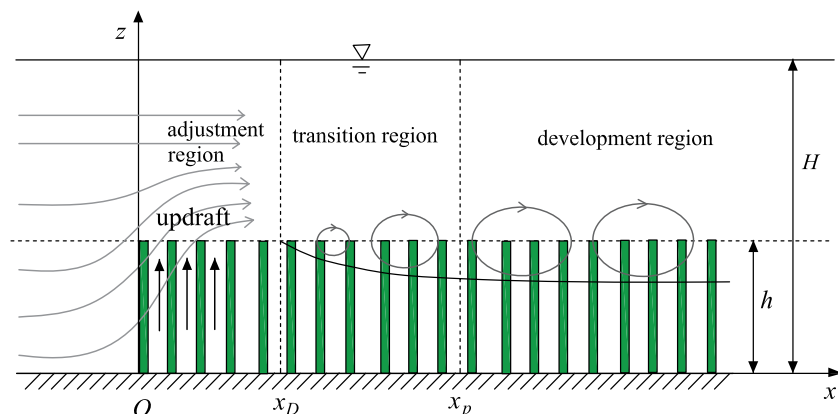 z
adjustment
region
transition region
development region
H
updraft
h
O
x_D
x_p
x